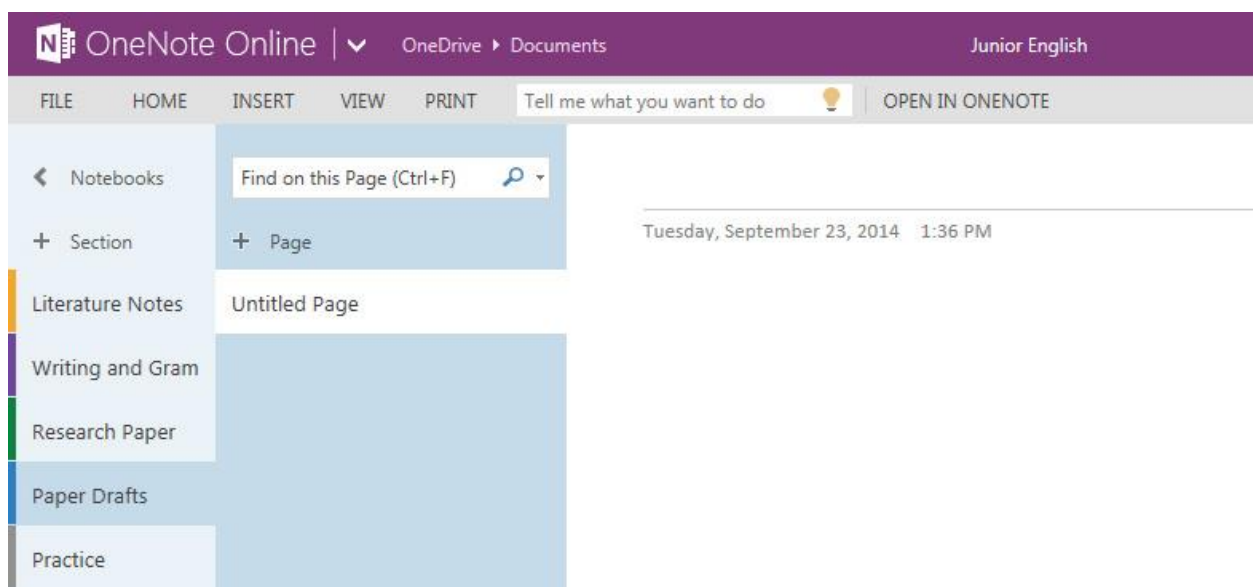 OneNote Online OneDrive Documents Junior English
FILE HOME INSERT VIEW PRINT Tell me what you want to do OPEN IN ONENOTE
Notebooks
Section
Literature Notes
Writing and Gram
Research Paper
Paper Drafts
Practice
Find on this Page (Ctrl+F)
+ Page
Untitled Page
Tuesday, September 23, 2014 1:36 PM